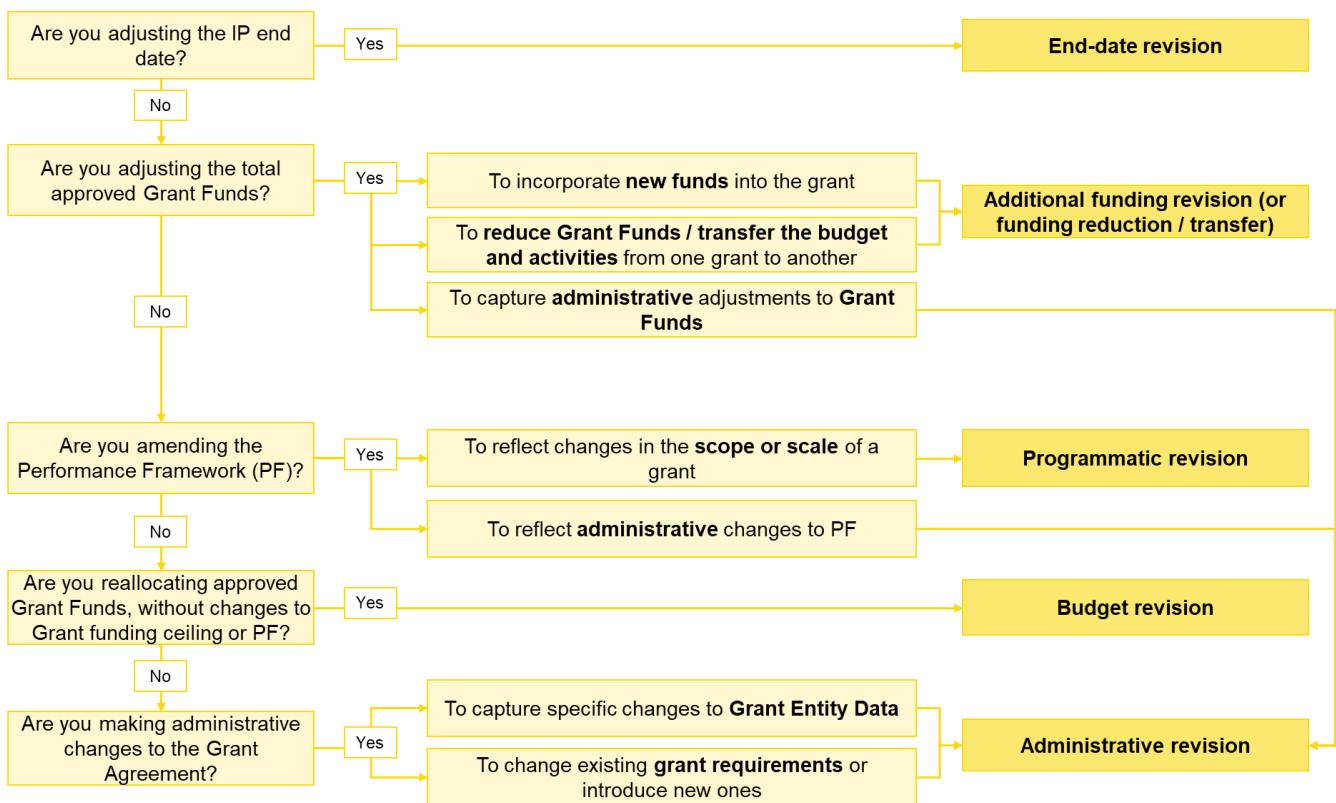 Are you adjusting the IP end
date?
Yes
End-date revision
No
Are you adjusting the total
approved Grant Funds?
Yes
To incorporate new funds into the grant
To reduce Grant Funds / transfer the budget
and activities from one grant to another
Additional funding revision (or
funding reduction / transfer)
To capture administrative adjustments to Grant
Funds
No
Are you amending the
Performance Framework (PF)?
Yes
To reflect changes in the scope or scale of a
grant
Programmatic revision
To reflect administrative changes to PF
No
Are you reallocating approved
Grant Funds, without changes to
Grant funding ceiling or PF?
Yes
Budget revision
No
Are you making administrative
changes to the Grant
Agreement?
Yes
To capture specific changes to Grant Entity Data
To change existing grant requirements or
introduce new ones
Administrative revision